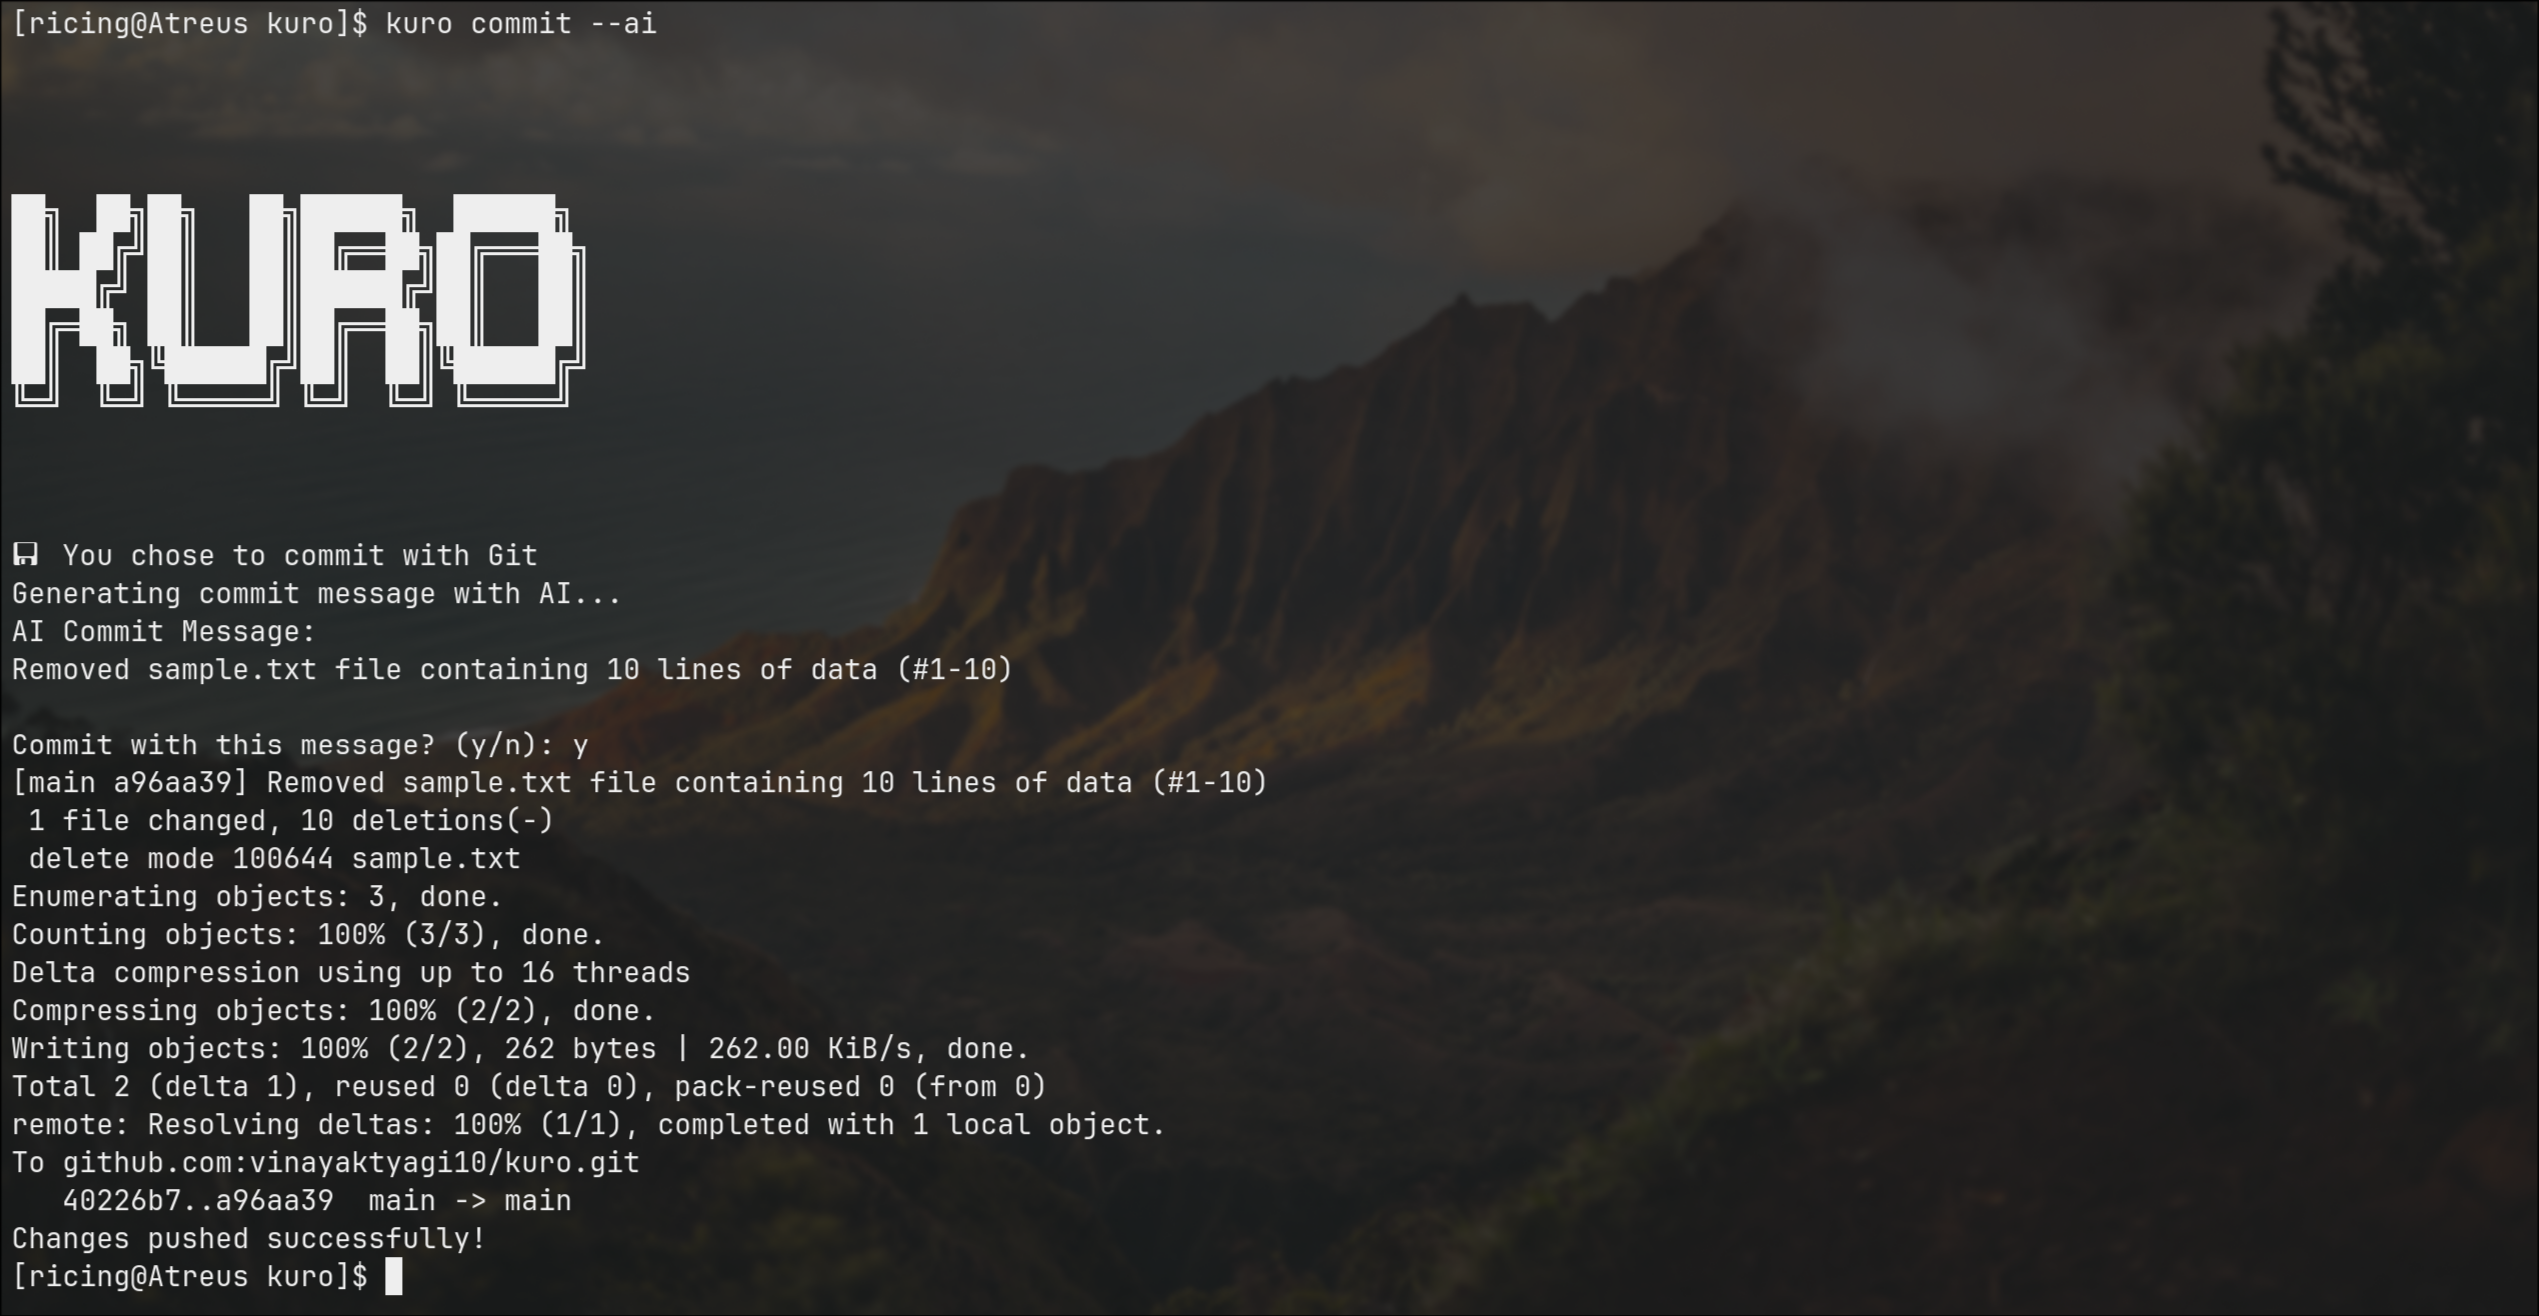 [ricing@Atreus kuro]$ kuro commit --ai
KURO
You chose to commit with Git
Generating commit message with AI...
AI Commit Message:
Removed sample.txt file containing 10 lines of data (#1-10)
Commit with this message? (y/n): y
[main a96aa39] Removed sample.txt file containing 10 lines of data (#1-10)
1 file changed, 10 deletions(-)
delete mode 100644 sample.txt
Enumerating objects: 3, done.
Counting objects: 100% (3/3), done.
Delta compression using up to 16 threads
Compressing objects: 100% (2/2), done.
Writing objects: 100% (2/2), 262 bytes | 262.00 KiB/s, done.
Total 2 (delta 1), reused 0 (delta 0), pack-reused 0 (from 0)
remote: Resolving deltas: 100% (1/1), completed with 1 local object.
To github.com:vinayaktyagi10/kuro.git
40226b7..a96aa39  main -> main
Changes pushed successfully!
[ricing@Atreus kuro]$